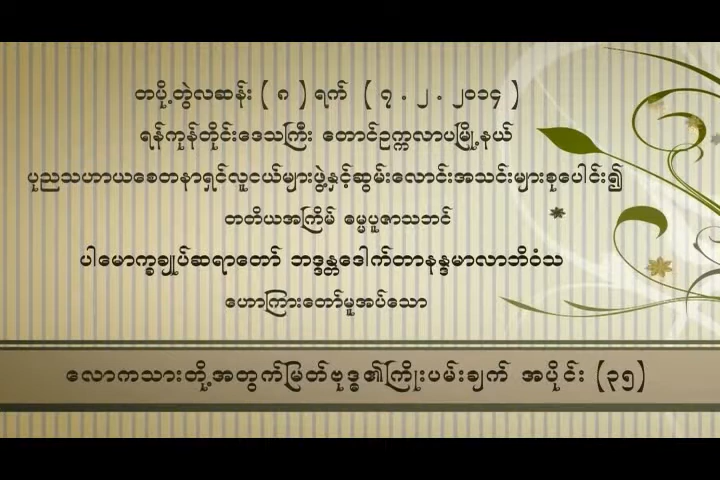 တပို့တွဲလဆန်း ( ၈ ) ရက် ( ၇ . ၂ . ၂၀၁၄ )
ရန်ကုန်တိုင်းဒေသကြီး တောင်ဥက္ကလာပမြို့နယ်
ပုညသဟာယစေတနာရှင်လူငယ်များဖွဲ့နှင့်ဆွမ်းလောင်းအသင်းများစုပေါင်း၍
တတိယအကြိမ် ဓမ္မပူဇာသဘင်
ပါမောက္ခချုပ်ဆရာတော် ဘဒ္ဒန္တဒေါက်တာနန္ဒမာလာဘိဝံသ
ဟောကြားတော်မူအပ်သော
လောကသားတို့အတွက်မြတ်ဗုဒ္ဓ၏ကြိုးပမ်းချက် အပိုင်း (၃၅)